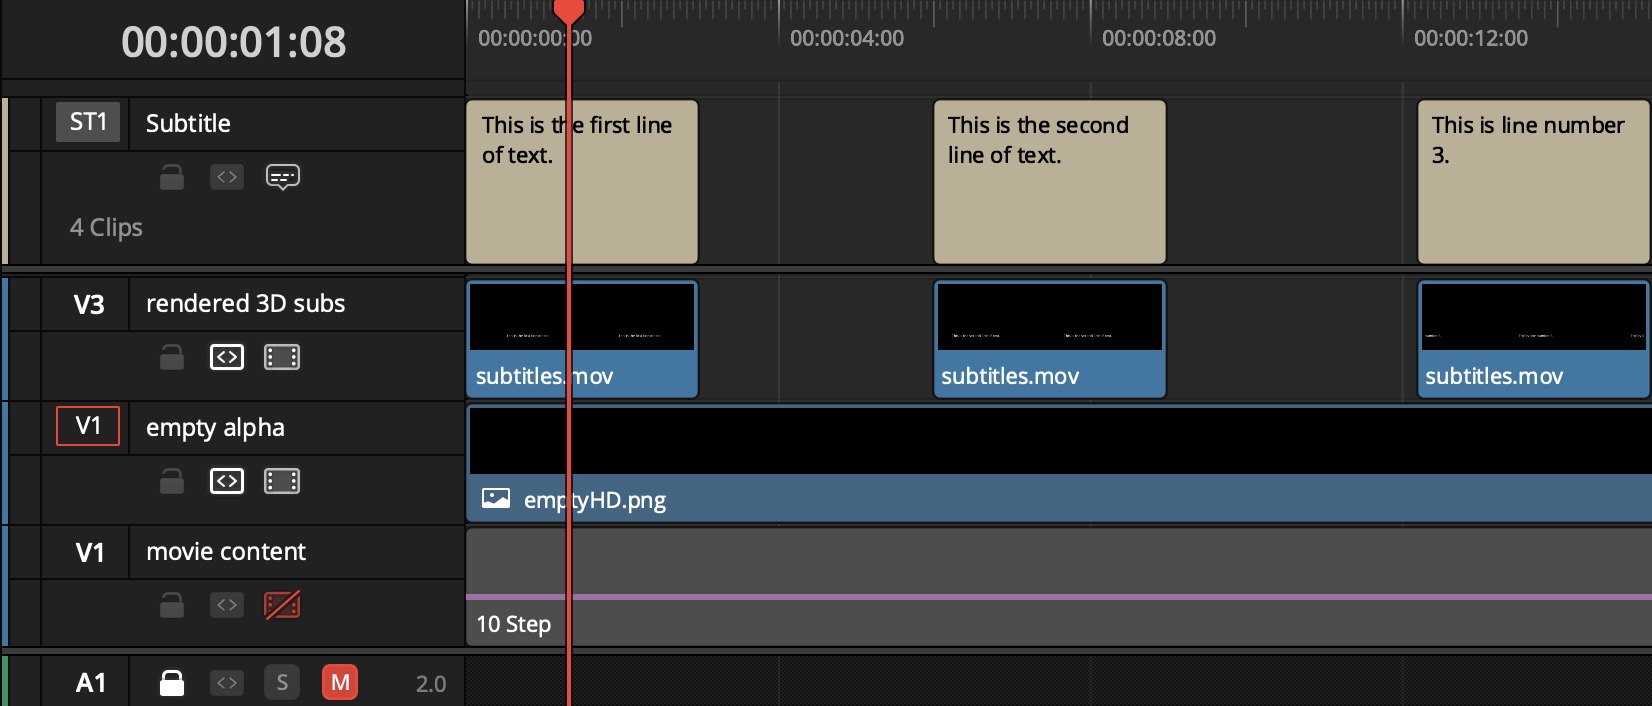 00:00:01:08
00:00:00:00
00:00:04:00
00:00:08:00
00:00:12:00
ST1
Subtitle
4 Clips
This is the first line
of text.
This is the second
line of text.
This is line number
3.
V3
rendered 3D subs
subtitles.mov
subtitles.mov
subtitles.mov
V1
empty alpha
emptyHD.png
V1
movie content
10 Step
A1
S
M
2.0